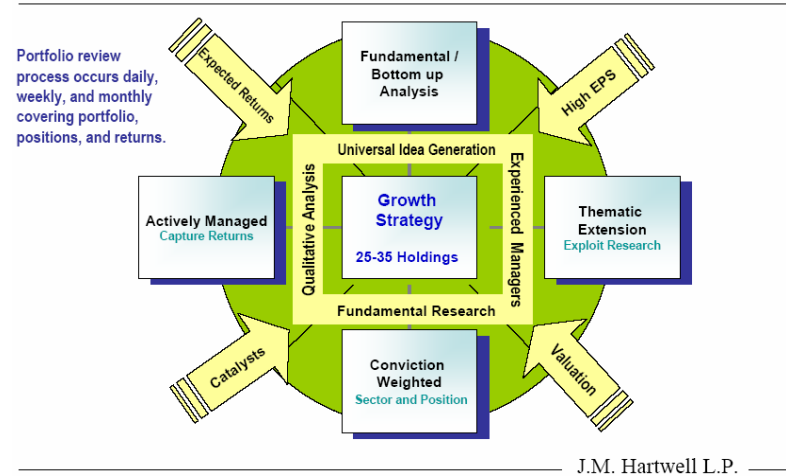 Portfolio review
process occurs daily,
weekly, and monthly
covering portfolio,
positions, and returns.
Expected Returns
Fundamental /
Bottom up
Analysis
High EPS
Universal Idea Generation
Qualitative Analysis
Experienced Managers
Actively Managed
Capture Returns
Growth
Strategy
25-35 Holdings
Thematic
Extension
Exploit Research
Fundamental Research
Catalysts
Conviction
Weighted
Sector and Position
Valuation
J.M. Hartwell L.P.